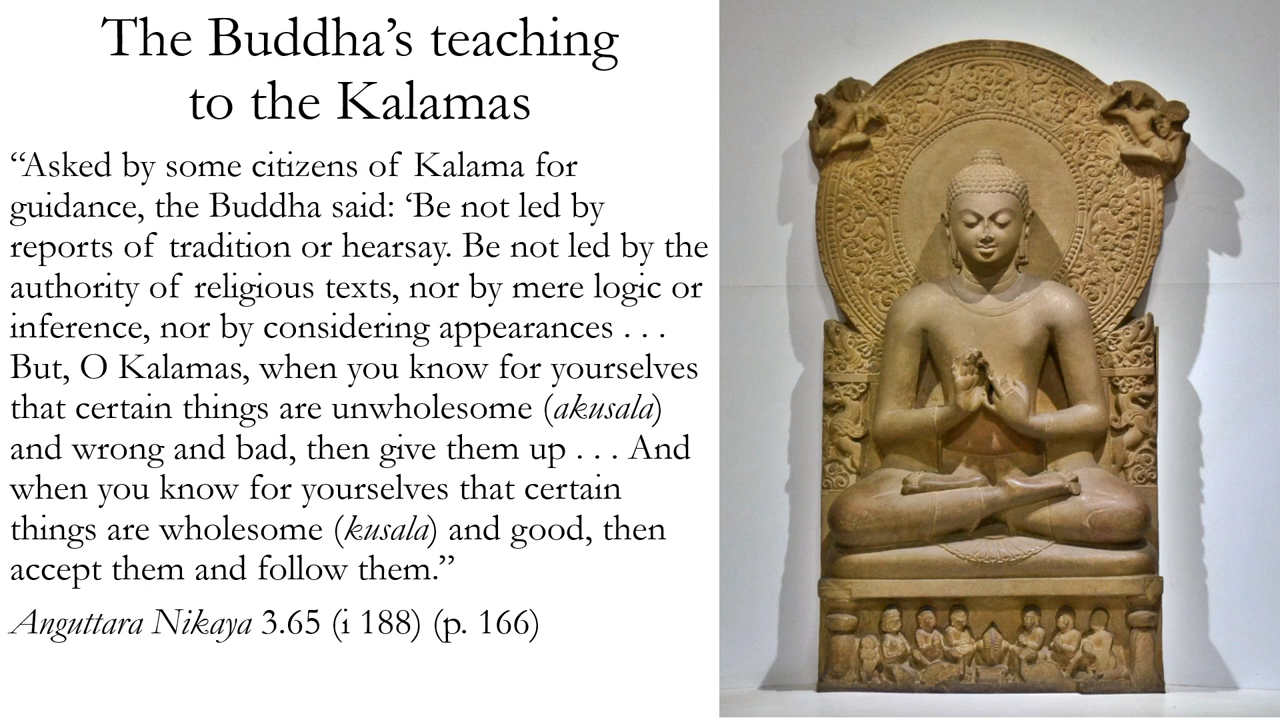 The Buddha’s teaching
to the Kalamas
“Asked by some citizens of Kalama for
guidance, the Buddha said: ‘Be not led by
reports of tradition or hearsay. Be not led by the
authority of religious texts, nor by mere logic or
inference, nor by considering appearances . . .
But, O Kalamas, when you know for yourselves
that certain things are unwholesome (akusala)
and wrong and bad, then give them up . . . And
when you know for yourselves that certain
things are wholesome (kusala) and good, then
accept them and follow them.”
Anguttara Nikaya 3.65 (i 188) (p. 166)